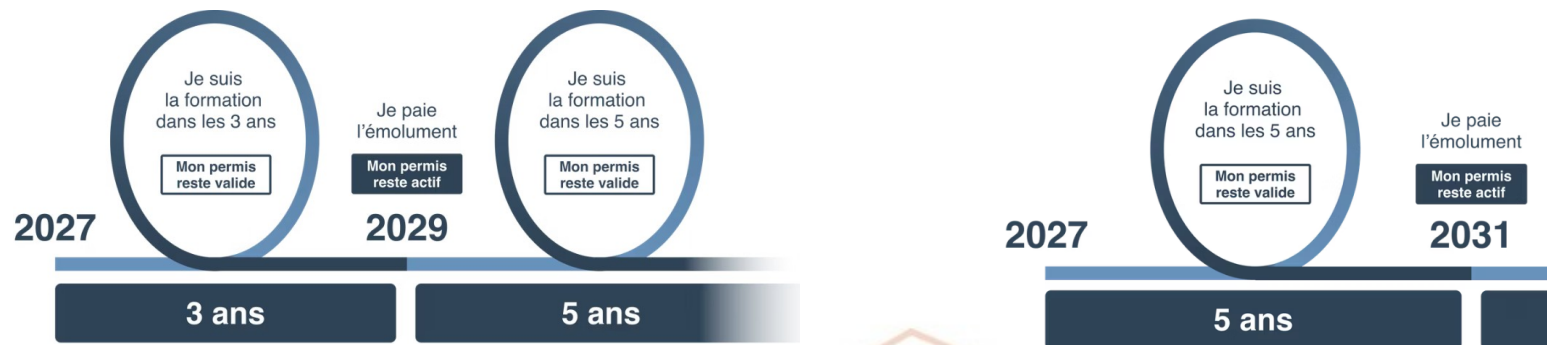 Je suis
la formation
dans les 3 ans
Mon permis
reste valide
Je paie
l'émolument
Mon permis
reste actif
Je suis
la formation
dans les 5 ans
Mon permis
reste valide
2027
2029
3 ans
5 ans
Je suis
la formation
dans les 5 ans
Mon permis
reste valide
Je paie
l'émolument
Mon permis
reste actif
2027
2031
5 ans